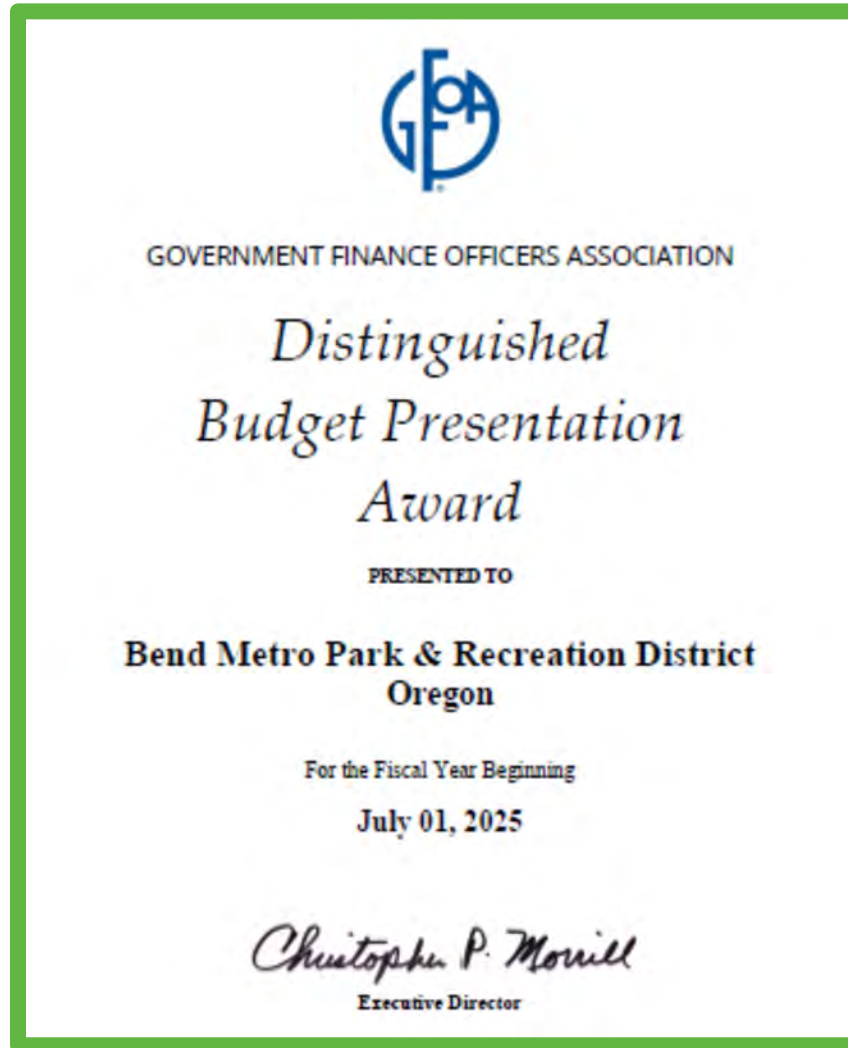 GFOA
GOVERNMENT FINANCE OFFICERS ASSOCIATION
Distinguished
Budget Presentation
Award
PRESENTED TO
Bend Metro Park & Recreation District
Oregon
For the Fiscal Year Beginning
July 01, 2025
Christopher P. Morrill
Executive Director